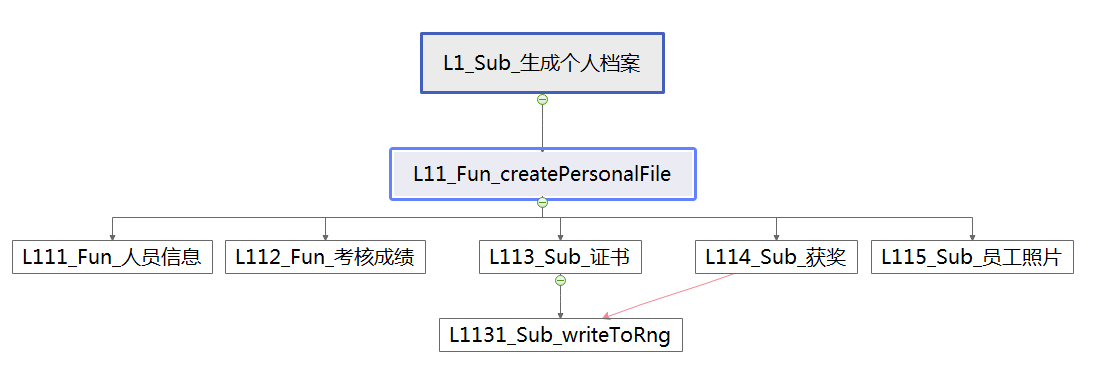 L1_Sub_生成个人档案
L11_Fun_createPersonalFile
L111_Fun_人员信息
L112_Fun_考核成绩
L113_Sub_证书
L114_Sub_获奖
L115_Sub_员工照片
L1131_Sub_writeToRng